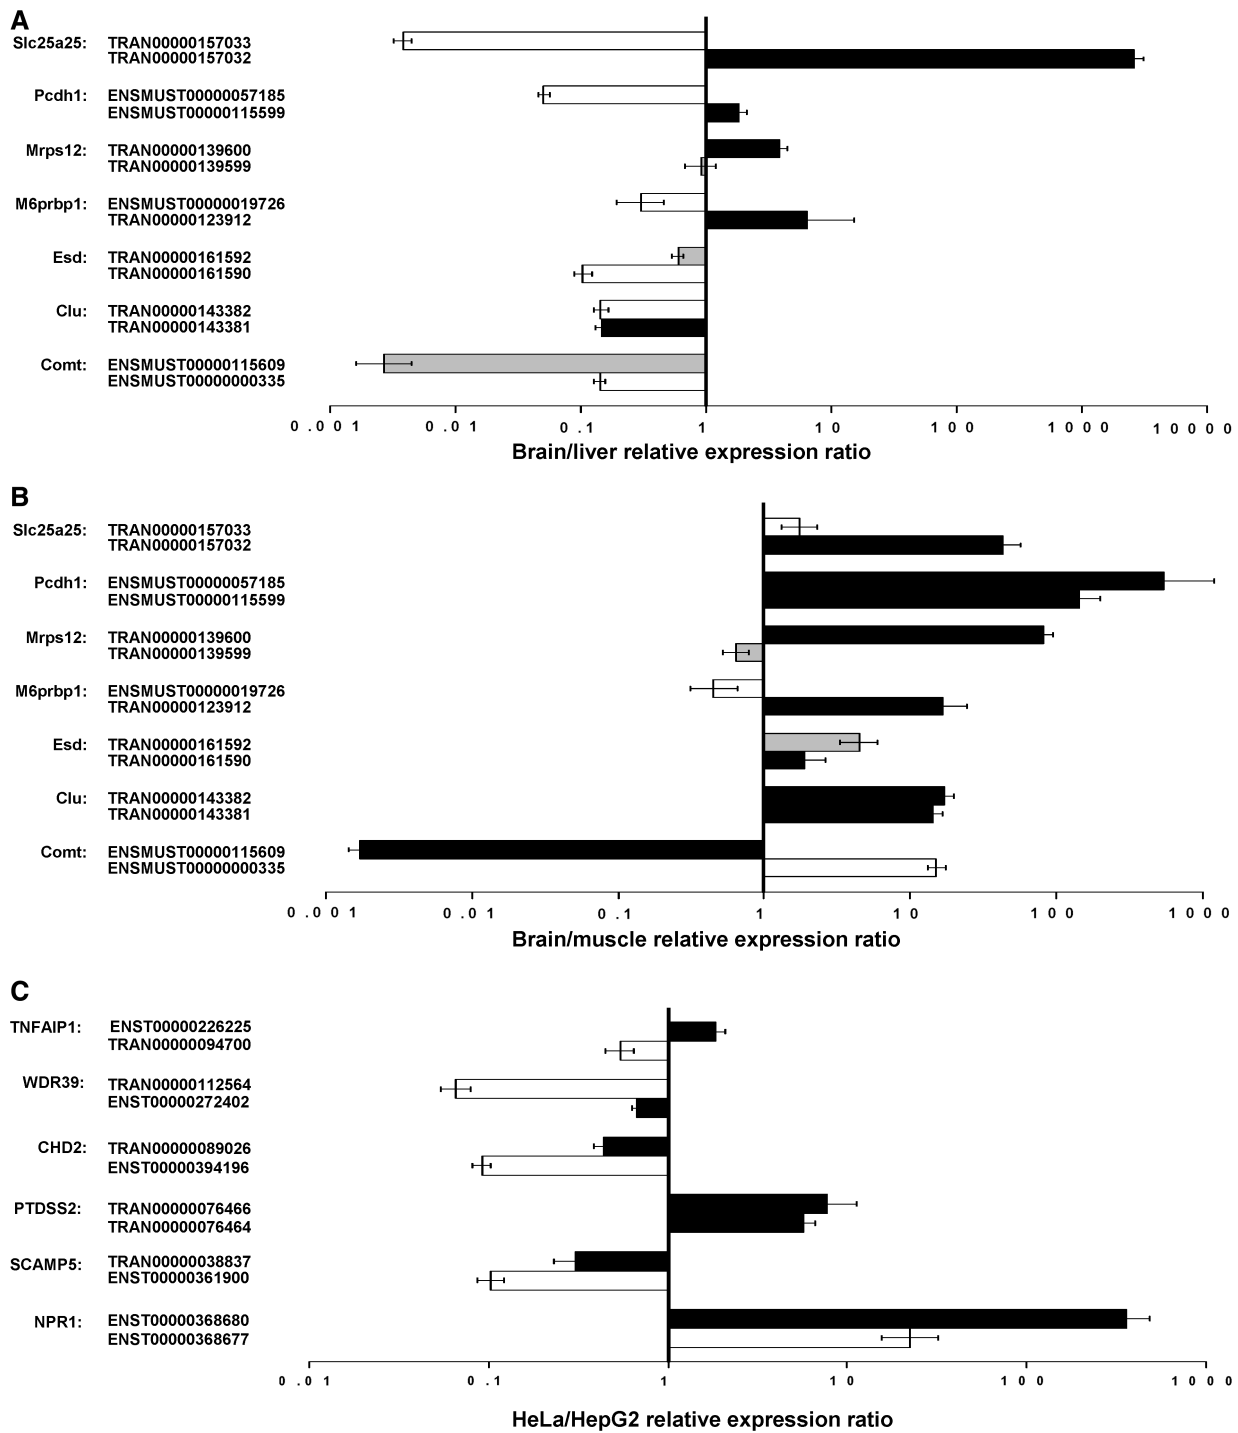 A
Slc25a25: TRAN00000157033
TRAN00000157032
Pcdh1: ENSMUST00000057185
ENSMUST00000115599
Mrps12: TRAN00000139600
TRAN00000139599
M6prbp1: ENSMUST00000019726
TRAN00000123912
Esd: TRAN00000161592
TRAN00000161590
Clu: TRAN00000143382
TRAN00000143381
Comt: ENSMUST00000115609
ENSMUST00000000335
0.001 0.01 0.1 1 10 100 1000 10000
Brain/liver relative expression ratio
B
Slc25a25: TRAN00000157033
TRAN00000157032
Pcdh1: ENSMUST00000057185
ENSMUST00000115599
Mrps12: TRAN00000139600
TRAN00000139599
M6prbp1: ENSMUST00000019726
TRAN00000123912
Esd: TRAN00000161592
TRAN00000161590
Clu: TRAN00000143382
TRAN00000143381
Comt: ENSMUST00000115609
ENSMUST00000000335
0.001 0.01 0.1 1 10 100 1000
Brain/muscle relative expression ratio
C
TNFAIP1: ENST00000226225
TRAN00000094700
WDR39: TRAN00000112564
ENST00000272402
CHD2: TRAN00000089026
ENST00000394196
PTDSS2: TRAN00000076466
TRAN00000076464
SCAMP5: TRAN00000038837
ENST00000361900
NPR1: ENST00000368680
ENST00000368677
0.01 0.1 1 10 100 1000
HeLa/HepG2 relative expression ratio